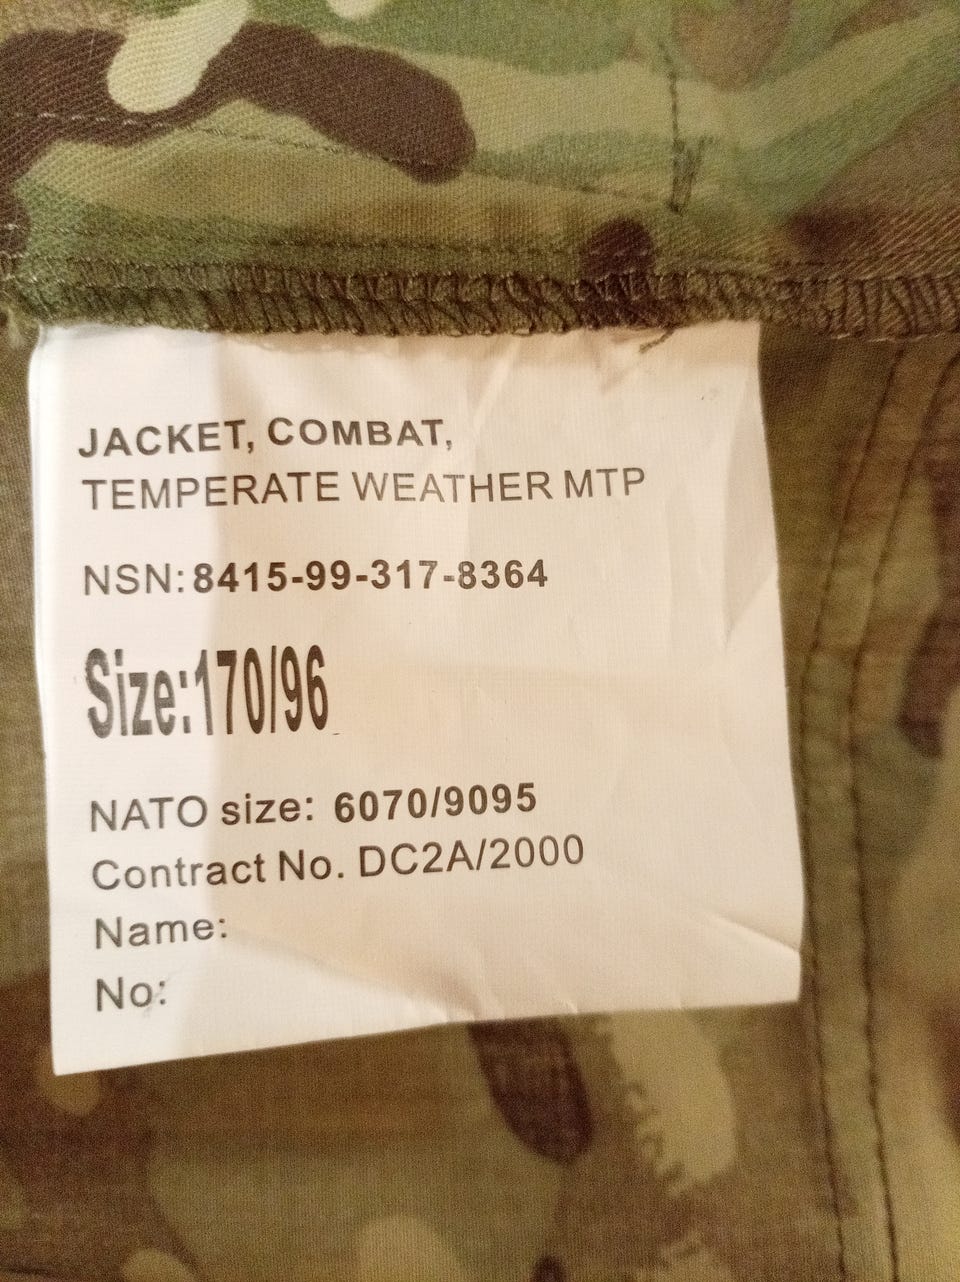 JACKET, COMBAT,
TEMPERATE WEATHER MTP
NSN: 8415-99-317-8364
Size:170/96
NATO size: 6070/9095
Contract No. DC2A/2000
Name:
No: